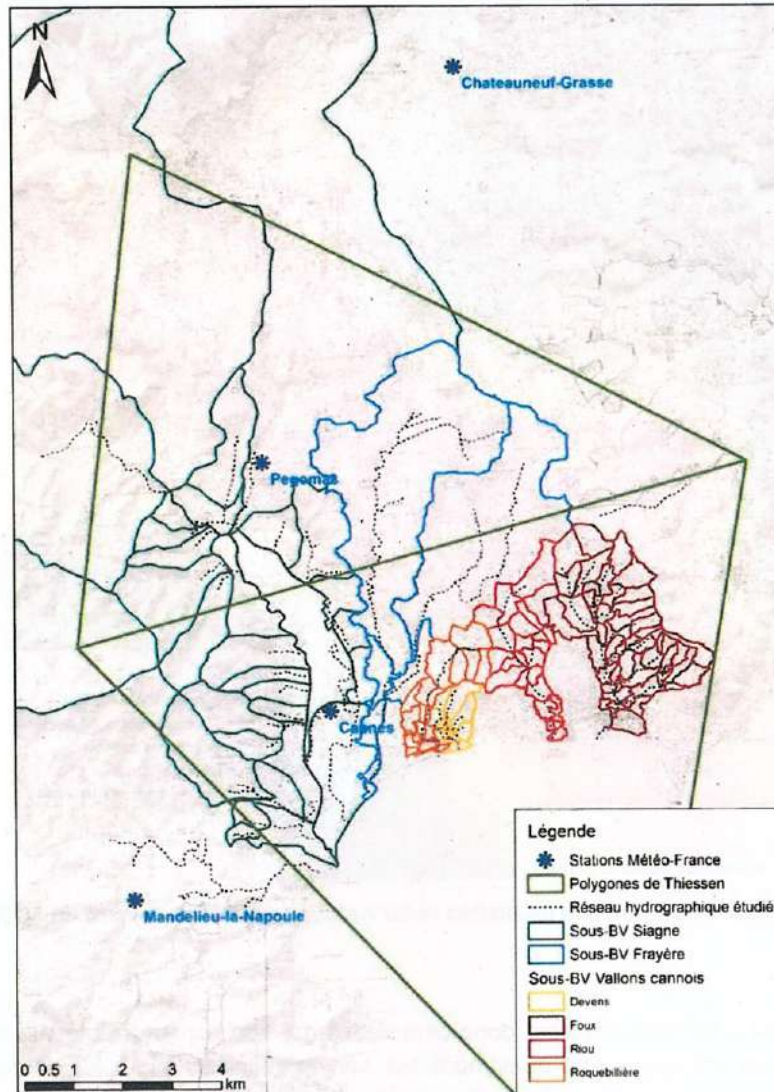 N
Chateauneuf-Grasse
Pegomas
Cannes
Mandelieu-la-Napoule
Légende
Stations Météo-France
Polygones de Thiessen
Réseau hydrographique étudié
Sous-BV Siagne
Sous-BV Frayère
Sous-BV Vallons cannois
Devens
Foux
Riou
Roquebillière
0 0.5 1 2 3 4
km